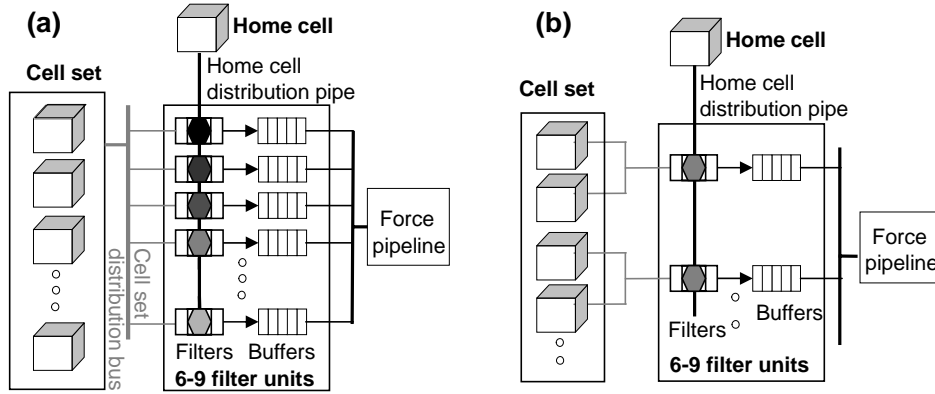 (a)
Home cell
Cell set
Home cell
distribution pipe
Cell set
distribution bus
Force
pipeline
Filters
Buffers
6-9 filter units
(b)
Home cell
Home cell
distribution pipe
Cell set
Force
pipeline
Filters
Buffers
6-9 filter units